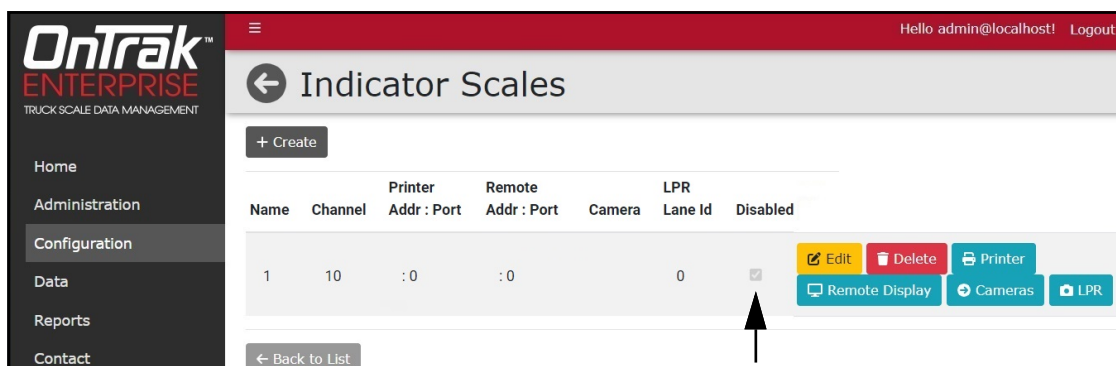 OnTrak™
ENTERPRISE
TRUCK SCALE DATA MANAGEMENT
Home
Administration
Configuration
Data
Reports
Contact
Hello admin@localhost! Logout
Indicator Scales
+ Create
Name Channel Printer Addr : Port Remote Addr : Port Camera LPR Lane Id Disabled
1 10 : 0 : 0 0 Edit Delete Printer
Remote Display Cameras LPR
← Back to List